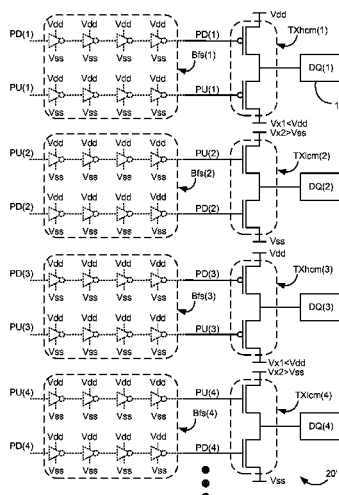 Vdd
Vdd Vdd Vdd Vdd
TXhcm(1)
PD(1) PD(1)
Vss Vss Vss Vss
Bfs(1)
DQ(1)
Vdd Vdd Vdd Vdd
PU(1) PU(1)
1
Vss Vss Vss Vss
Vx1<Vdd
Vx2>Vss
Vdd Vdd Vdd Vdd
TXlcm(2)
PU(2) PU(2)
Vss Vss Vss Vss
Bfs(2)
DQ(2)
Vdd Vdd Vdd Vdd
PD(2) PD(2)
Vss Vss Vss Vss
Vss
Vdd
Vdd Vdd Vdd Vdd
TXhcm(3)
PD(3) PD(3)
Vss Vss Vss Vss
Bfs(3)
DQ(3)
Vdd Vdd Vdd Vdd
PU(3) PU(3)
Vss Vss Vss Vss
Vx1<Vdd
Vx2>Vss
Vdd Vdd Vdd Vdd
TXlcm(4)
PU(4) PU(4)
Vss Vss Vss Vss
Bfs(4)
DQ(4)
Vdd Vdd Vdd Vdd
PD(4) PD(4)
Vss Vss Vss Vss
Vss
20'